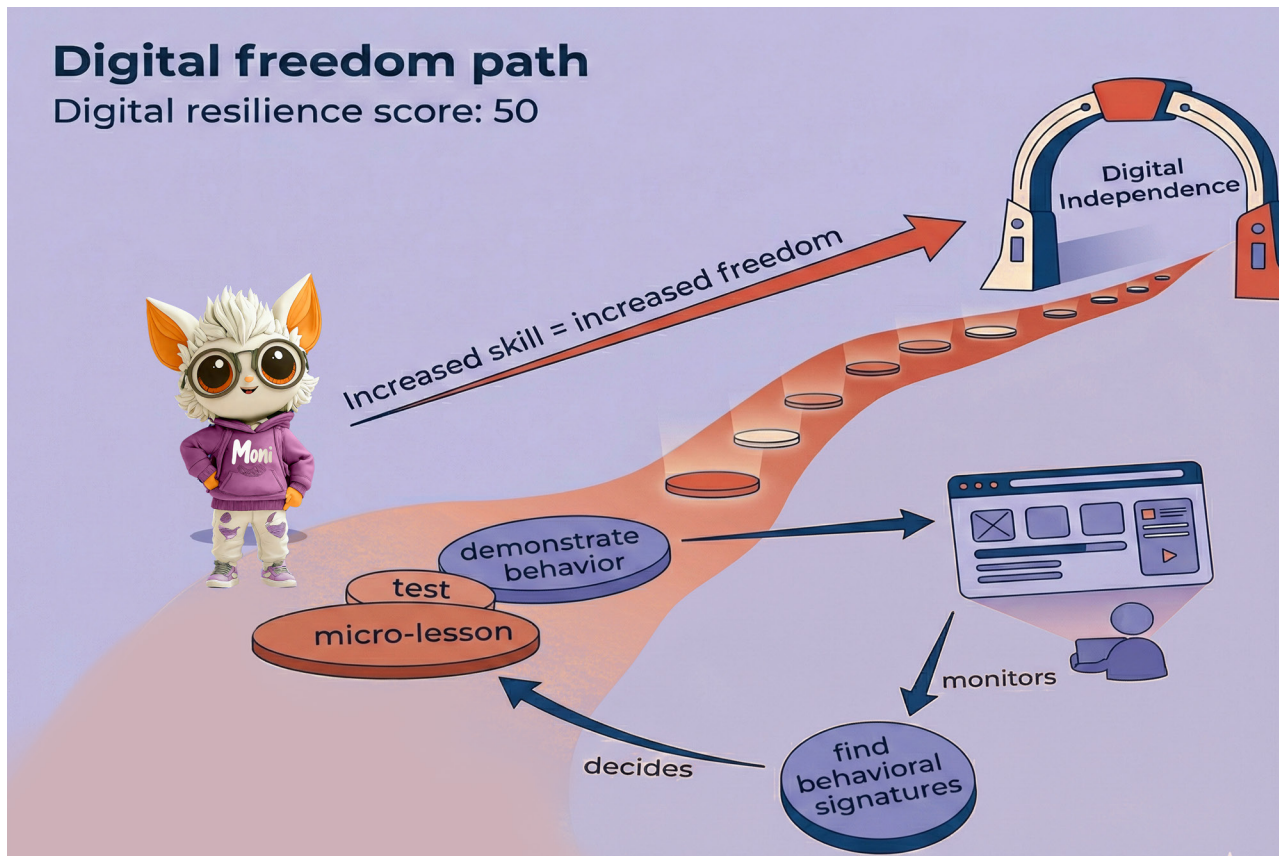 Digital freedom path
Digital resilience score: 50
Digital
Independence
Increased skill = increased freedom
Moni
demonstrate
behavior
test
micro-lesson
monitors
decides
find
behavioral
signatures